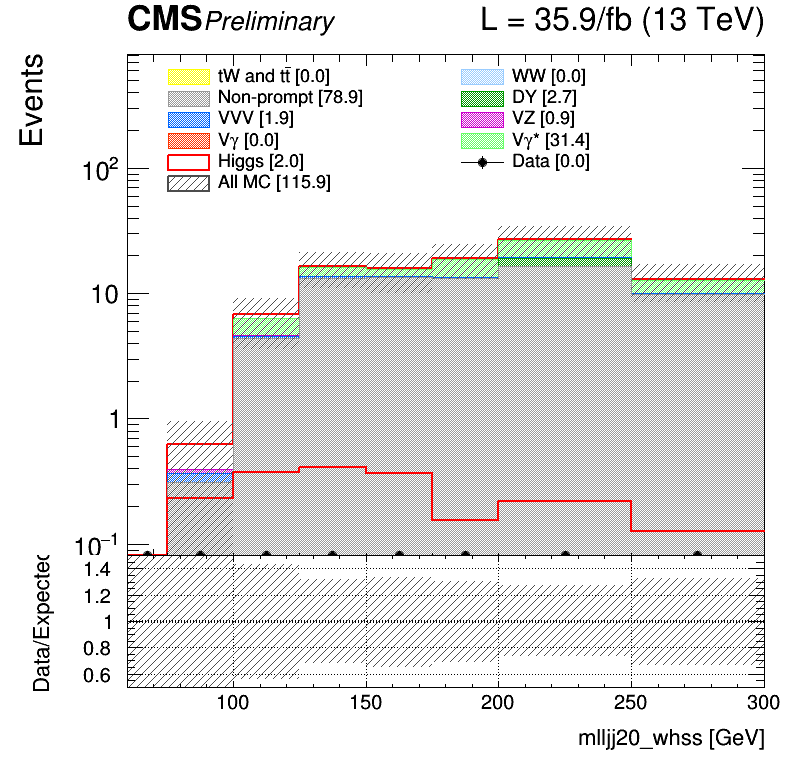 CMS Preliminary L = 35.9/fb (13 TeV)
Events
tW and tt̄ [0.0] WW [0.0]
Non-prompt [78.9] DY [2.7]
VVV [1.9] VZ [0.9]
Vγ [0.0] Vγ* [31.4]
Higgs [2.0] Data [0.0]
All MC [115.9]
10²
10
1
10⁻¹
Data/Expected
1.4
1.2
1
0.8
0.6
100 150 200 250 300
mlljj20_whss [GeV]